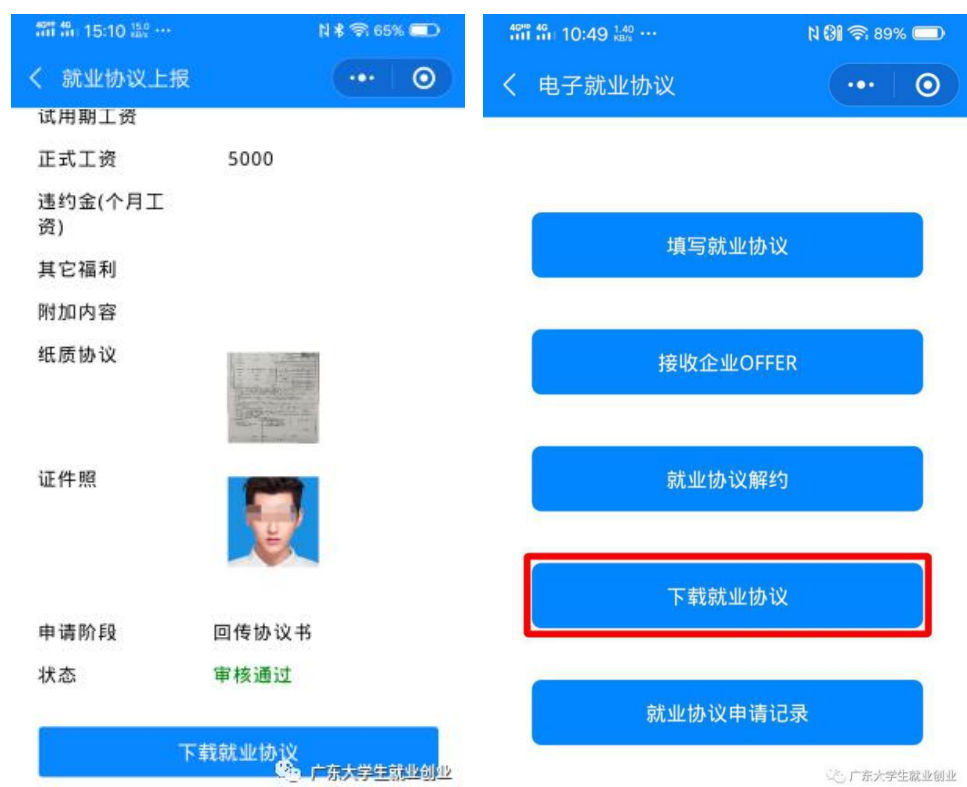 15:10 15.0 KB/s ··· 65%
就业协议上报
试用期工资
正式工资 5000
违约金(个月工
资)
其它福利
附加内容
纸质协议
证件照
申请阶段 回传协议书
状态 审核通过
下载就业协议
广东大学生就业创业
10:49 1.40 KB/s ··· 89%
电子就业协议
填写就业协议
接收企业OFFER
就业协议解约
下载就业协议
就业协议申请记录
广东大学生就业创业